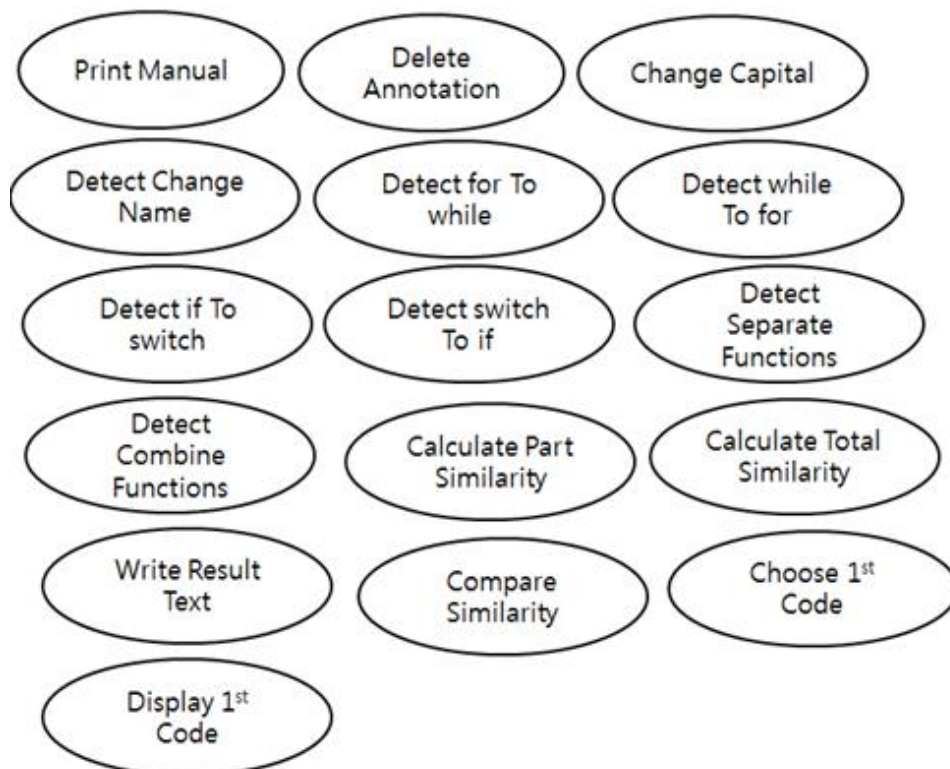 Print Manual
Delete
Annotation
Change Capital
Detect Change
Name
Detect for To
while
Detect while
To for
Detect if To
switch
Detect switch
To if
Detect
Separate
Functions
Detect
Combine
Functions
Calculate Part
Similarity
Calculate Total
Similarity
Write Result
Text
Compare
Similarity
Choose 1st
Code
Display 1st
Code